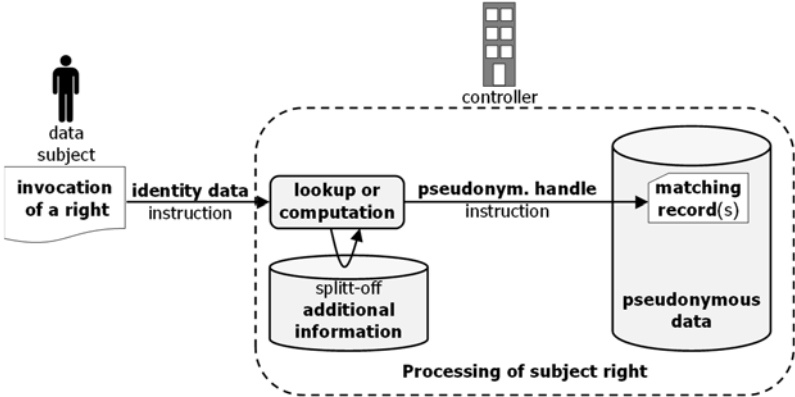 data
subject
controller
invocation
of a right
identity data
instruction
lookup or
computation
pseudonym. handle
instruction
matching
record(s)
splitt-off
additional
information
pseudonymous
data
Processing of subject right